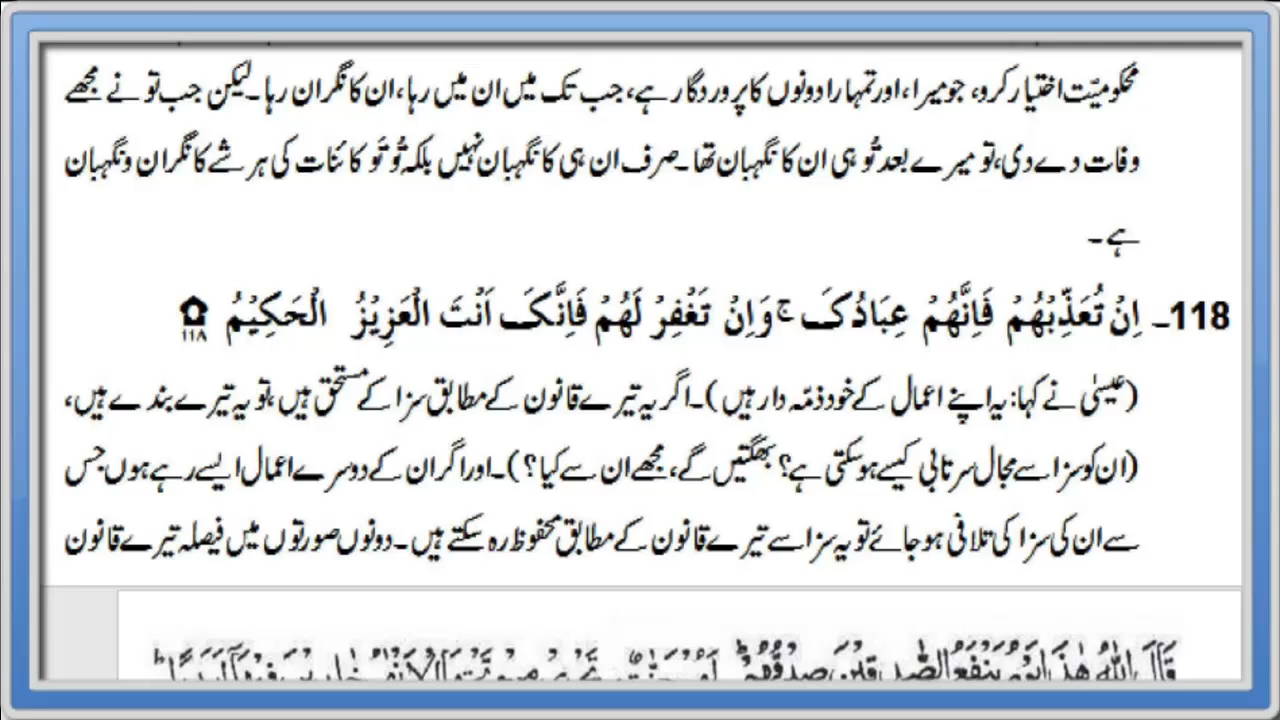 محکومیّت اختیار کرو، جو میرا، اور تمہارا دونوں کا پروردگار ہے، جب تک میں ان میں رہا، ان کا نگران رہا۔ لیکن جب تو نے مجھے
وفات دے دی، تو میرے بعد تُو ہی ان کا نگہبان تھا۔ صرف ان ہی کا نگہبان نہیں بلکہ تُو تَو کائنات کی ہر شے کا نگران و نگہبان
ہے۔
118۔ اِنْ تُعَذِّبْهُمْ فَاِنَّهُمْ عِبَادُكَ ۚ وَاِنْ تَغْفِرْ لَهُمْ فَاِنَّكَ اَنْتَ الْعَزِيْزُ الْحَكِيْمُ ۝۱۱۸
(عیسٰی نے کہا: یہ اپنے اعمال کے خود ذمّہ دار ہیں)۔ اگر یہ تیرے قانون کے مطابق سزا کے مستحق ہیں، تو یہ تیرے بندے ہیں،
(ان کو سزا سے مجال سرتابی کیسے ہو سکتی ہے؟ بھگتیں گے، مجھے ان سے کیا؟)۔ اور اگر ان کے دوسرے اعمال ایسے رہے ہوں جس
سے ان کی سزا کی تلافی ہو جائے تو یہ سزا سے تیرے قانون کے مطابق محفوظ رہ سکتے ہیں۔ دونوں صورتوں میں فیصلہ تیرے قانون
قَالَ اللّٰهُ هٰذَا يَوْمُ يَنْفَعُ الصّٰدِقِيْنَ صِدْقُهُمْ